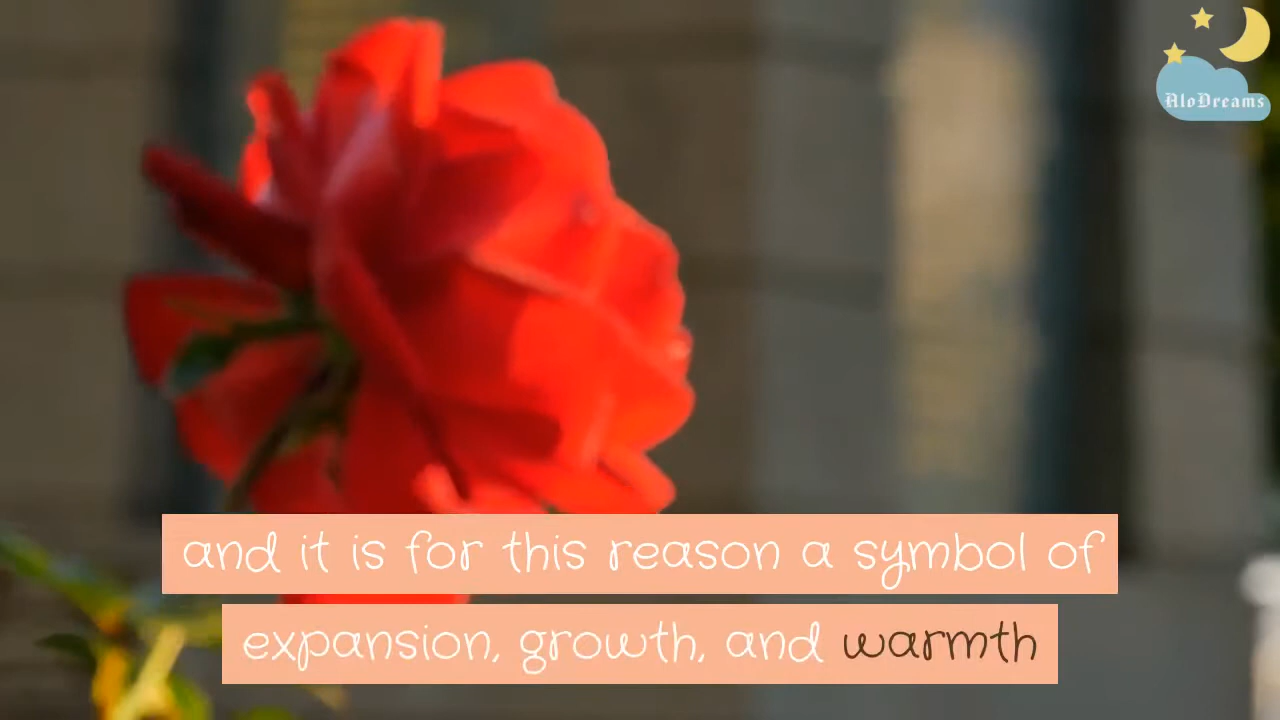 AloDreams
and it is for this reason a symbol of
expansion, growth, and warmth